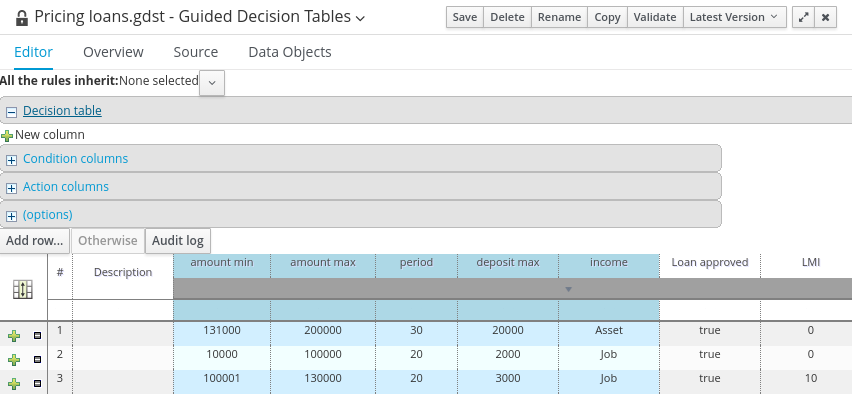 Pricing loans.gdst - Guided Decision Tables
Save Delete Rename Copy Validate Latest Version
Editor Overview Source Data Objects
All the rules inherit:None selected
Decision table
New column
Condition columns
Action columns
(options)
Add row... Otherwise Audit log
# Description amount min amount max period deposit max income Loan approved LMI
1 131000 200000 30 20000 Asset true 0
2 10000 100000 20 2000 Job true 0
3 100001 130000 20 3000 Job true 10